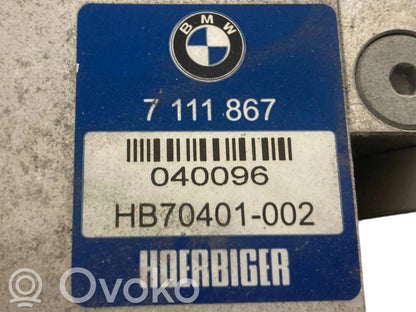 BMW
7 111 867
040096
HB70401-002
HOERBIGER
Ovoko